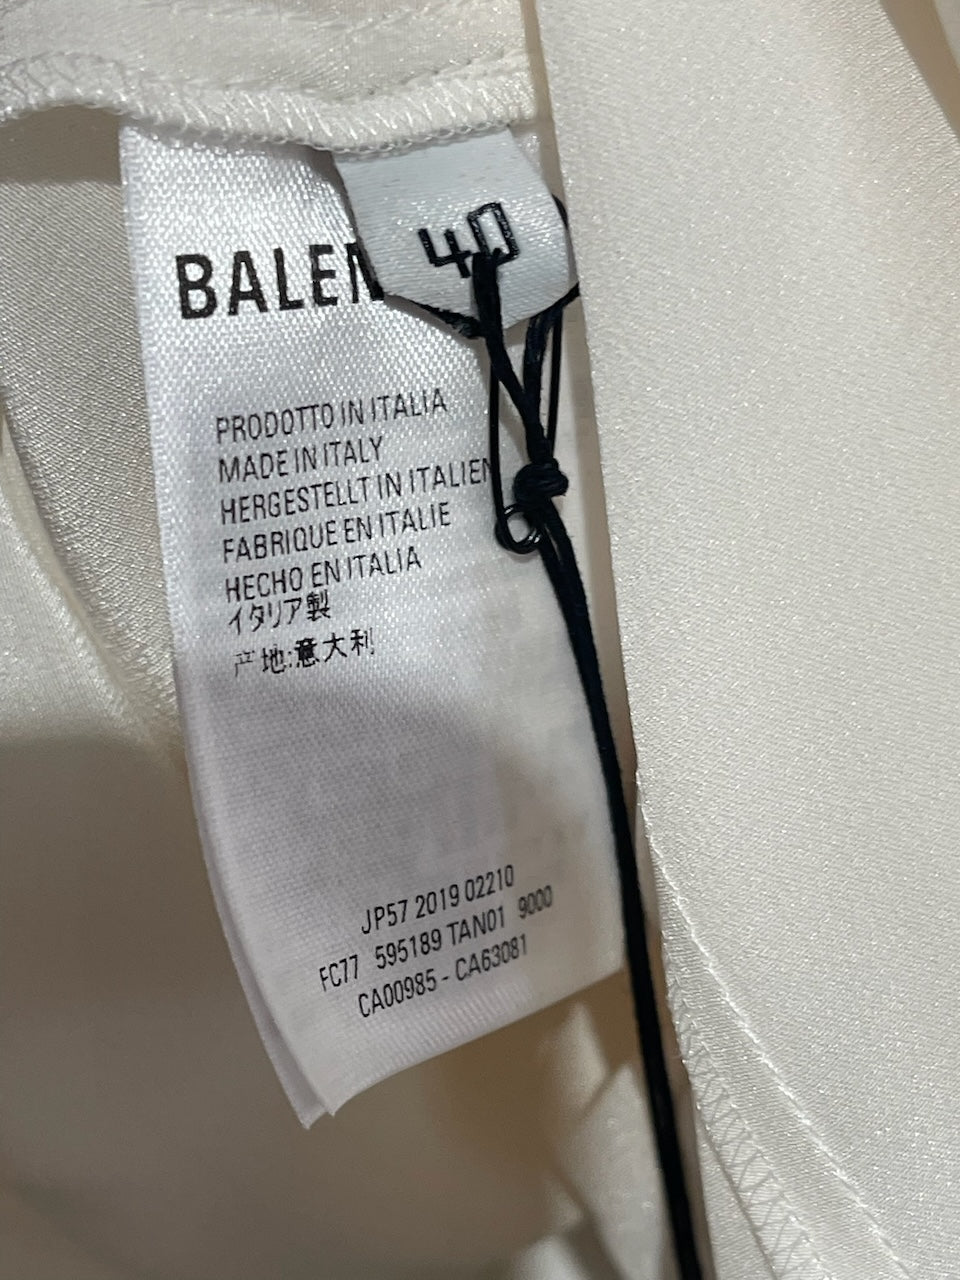 40
BALEN
PRODOTTO IN ITALIA
MADE IN ITALY
HERGESTELLT IN ITALIEN
FABRIQUE EN ITALIE
HECHO EN ITALIA
イタリア製
产地:意大利
JP57 2019 02210
FC77 595189 TAN01 9000
CA00985 - CA63081